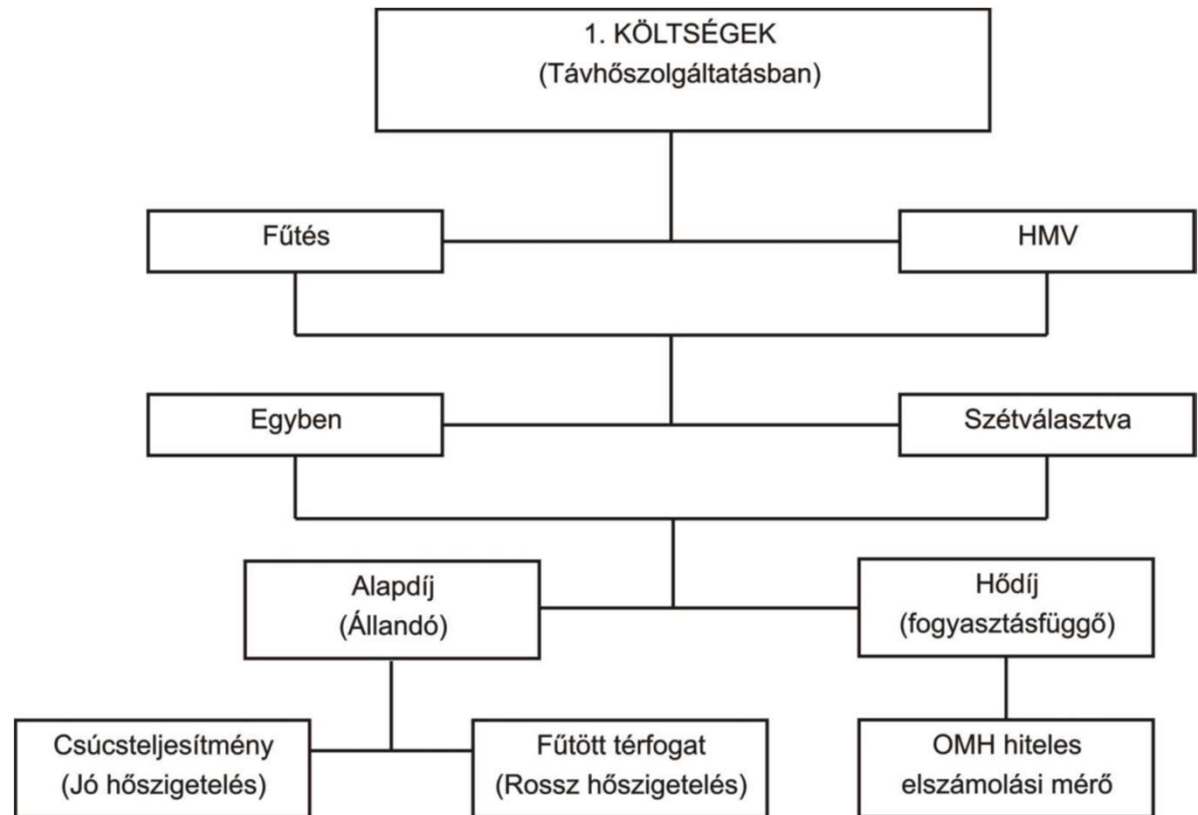 1. KÖLTSÉGEK
(Távhőszolgáltatásban)
Fűtés
HMV
Egyben
Szétválasztva
Alapdíj
(Állandó)
Hődíj
(fogyasztásfüggő)
Csúcsteljesítmény
(Jó hőszigetelés)
Fűtött térfogat
(Rossz hőszigetelés)
OMH hiteles
elszámolási mérő